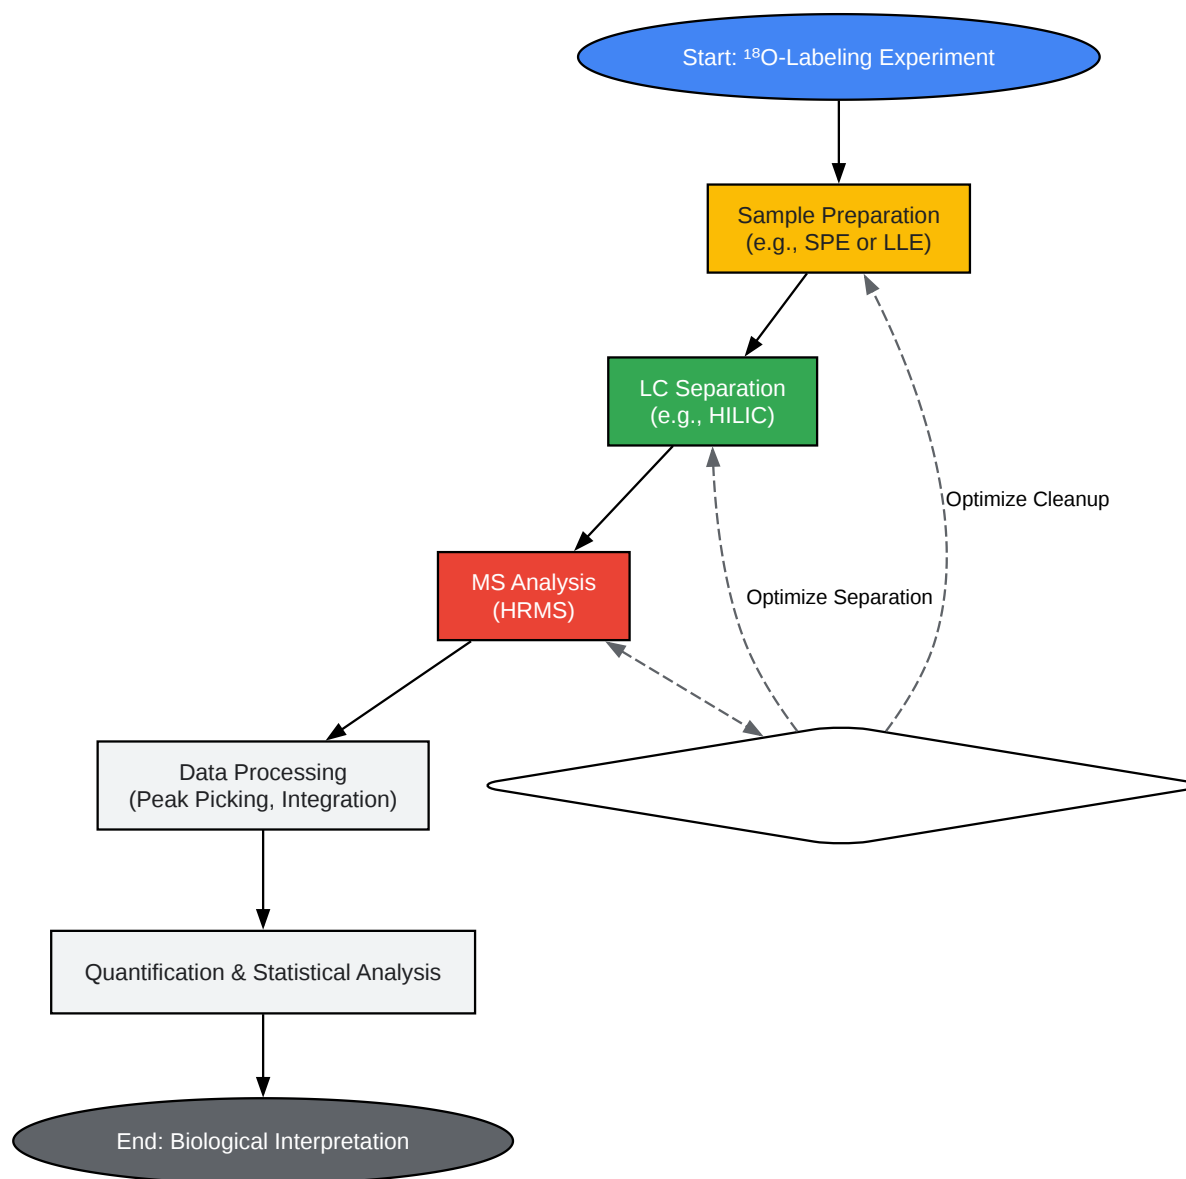 Start: ¹⁸O-Labeling Experiment
Sample Preparation
(e.g., SPE or LLE)
LC Separation
(e.g., HILIC)
Optimize Cleanup
MS Analysis
(HRMS)
Optimize Separation
Data Processing
(Peak Picking, Integration)
Quantification & Statistical Analysis
End: Biological Interpretation